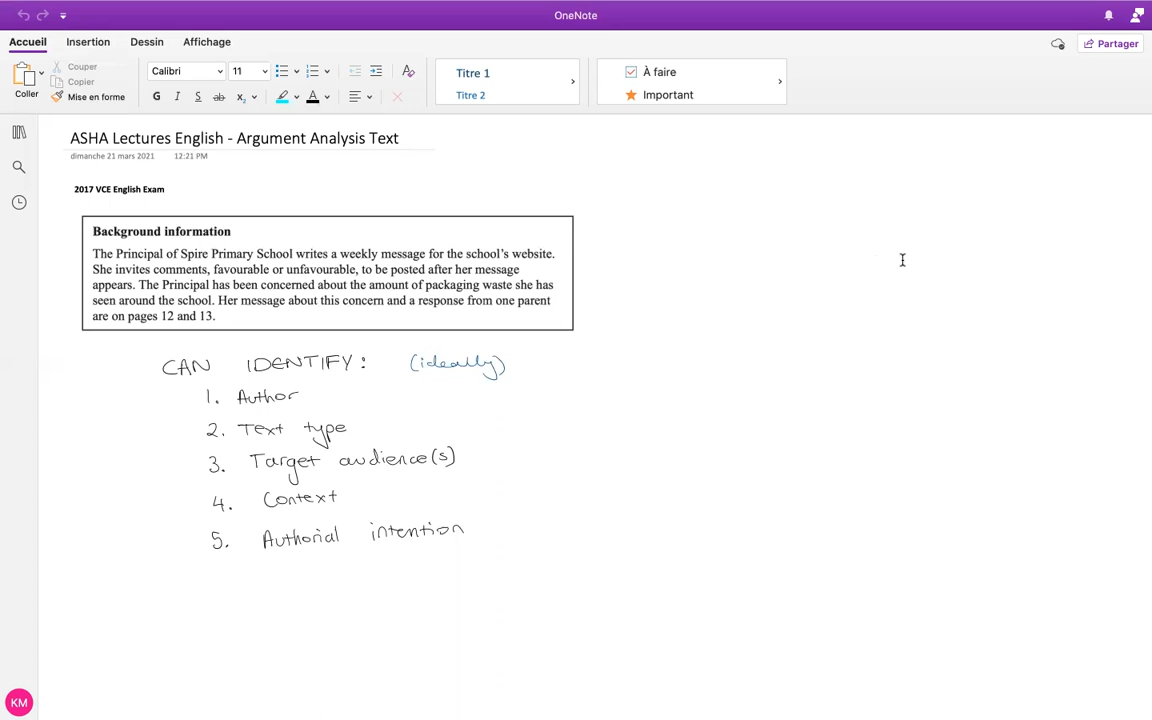 OneNote
Accueil
Insertion
Dessin
Affichage
Partager
Coller
Couper
Copier
Mise en forme
Calibri
11
G I S ab x₂ A
Titre 1
Titre 2
À faire
Important
ASHA Lectures English - Argument Analysis Text
dimanche 21 mars 2021 12:21 PM
2017 VCE English Exam
Background information
The Principal of Spire Primary School writes a weekly message for the school's website.
She invites comments, favourable or unfavourable, to be posted after her message
appears. The Principal has been concerned about the amount of packaging waste she has
seen around the school. Her message about this concern and a response from one parent
are on pages 12 and 13.
CAN IDENTIFY: (ideally)
1. Author
2. Text type
3. Target audience(s)
4. Context
5. Authorial intention
KM